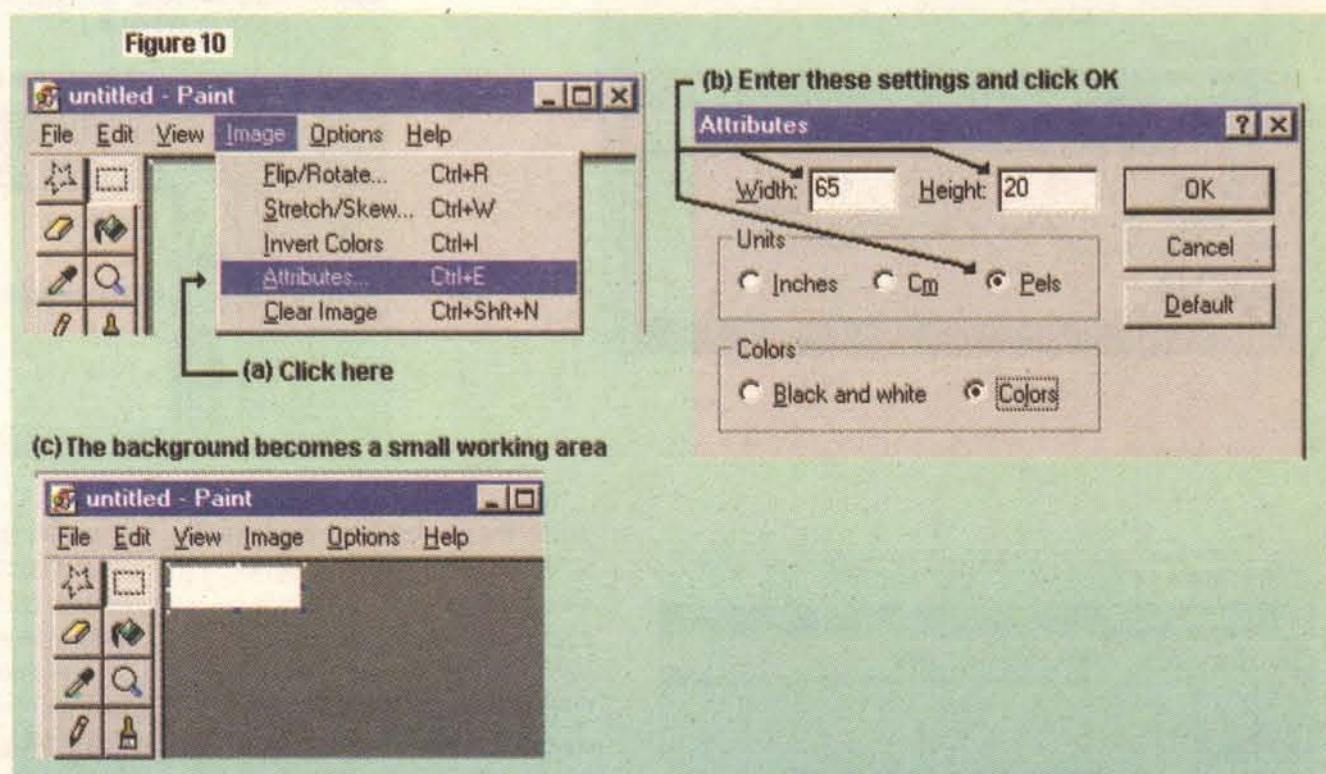 Figure 10
untitled - Paint
File Edit View Image Options Help
Flip/Rotate... Ctrl+R
Stretch/Skew... Ctrl+W
Invert Colors Ctrl+I
Attributes... Ctrl+E
Clear Image Ctrl+Shft+N
(a) Click here
(b) Enter these settings and click OK
Attributes
Width: 65 Height: 20 OK
Units Cancel
Inches Cm Pels
Default
Colors
Black and white Colors
(c) The background becomes a small working area
untitled - Paint
File Edit View Image Options Help